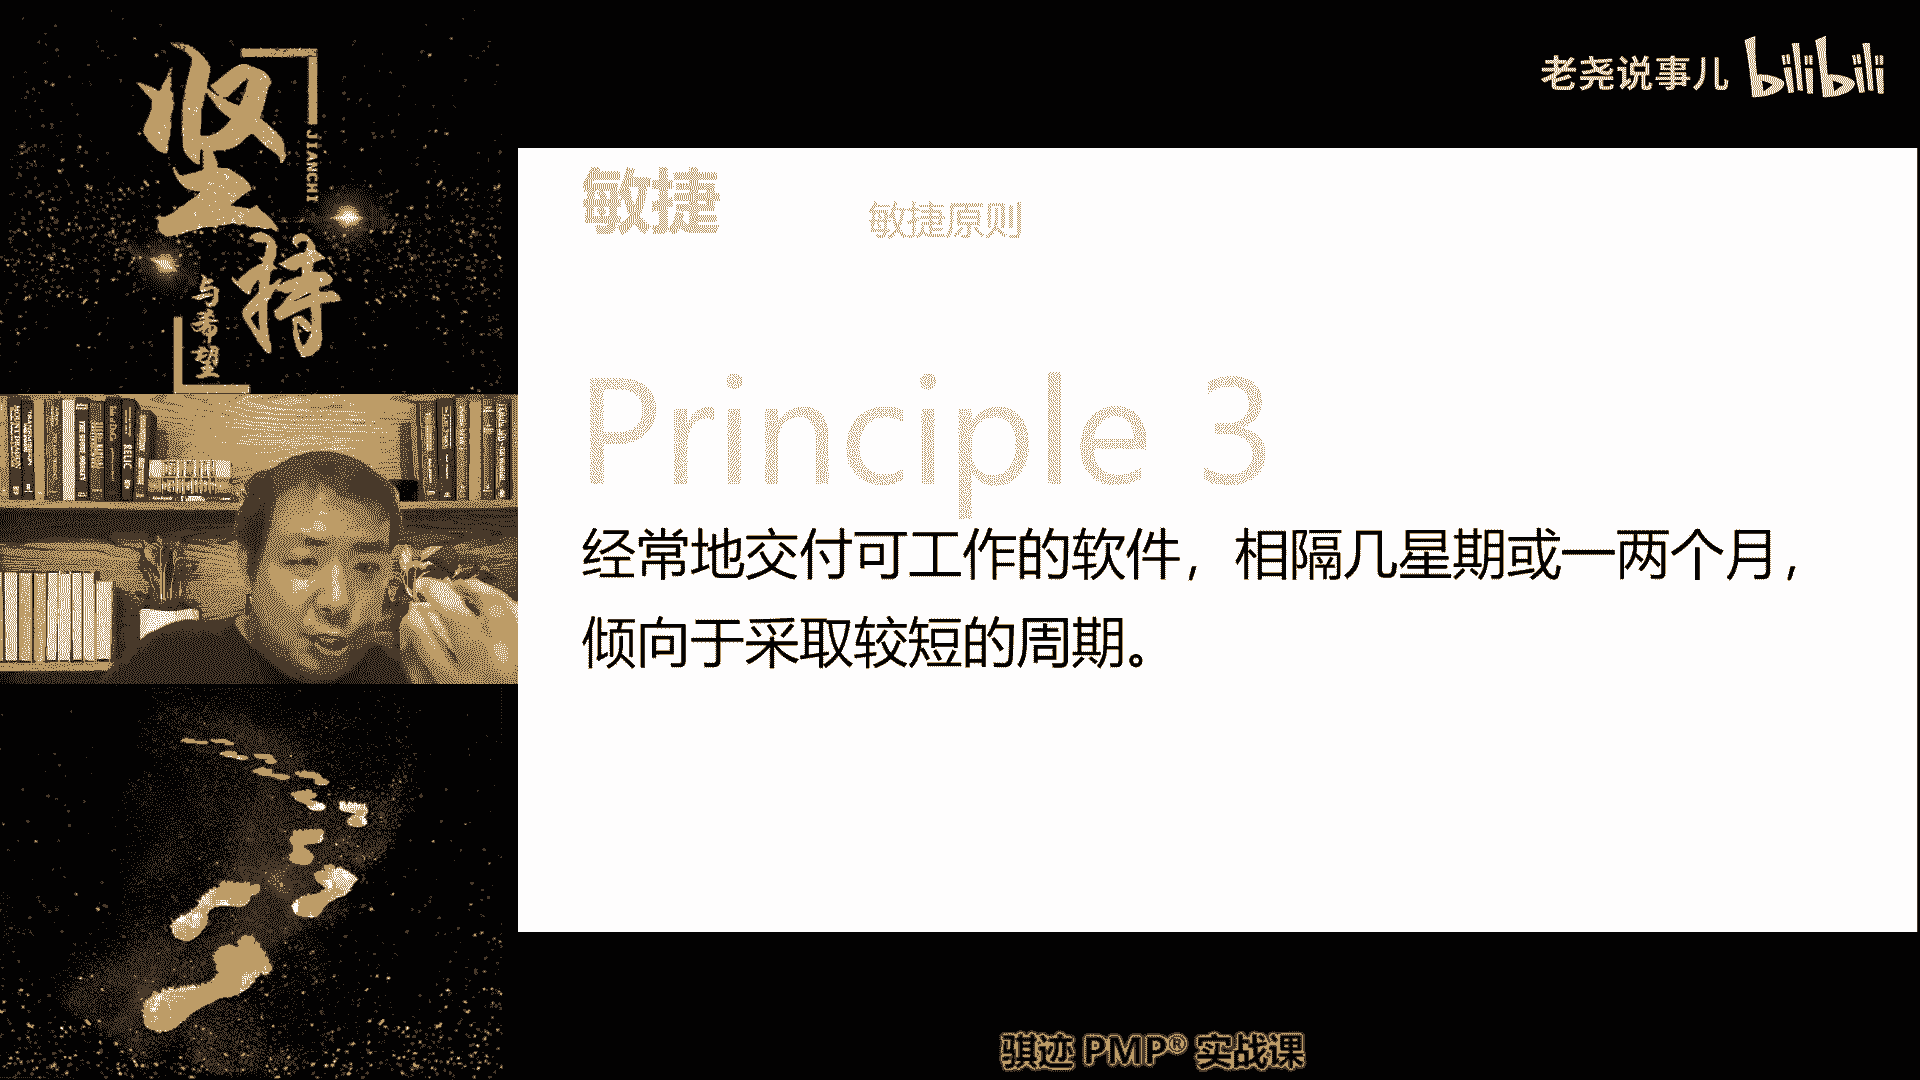 坚持
JIANCHI
与希望
老尧说事儿 bilibili
敏捷
敏捷原则
Principle 3
经常地交付可工作的软件，相隔几星期或一两个月，
倾向于采取较短的周期。
骐迹 PMP® 实战课